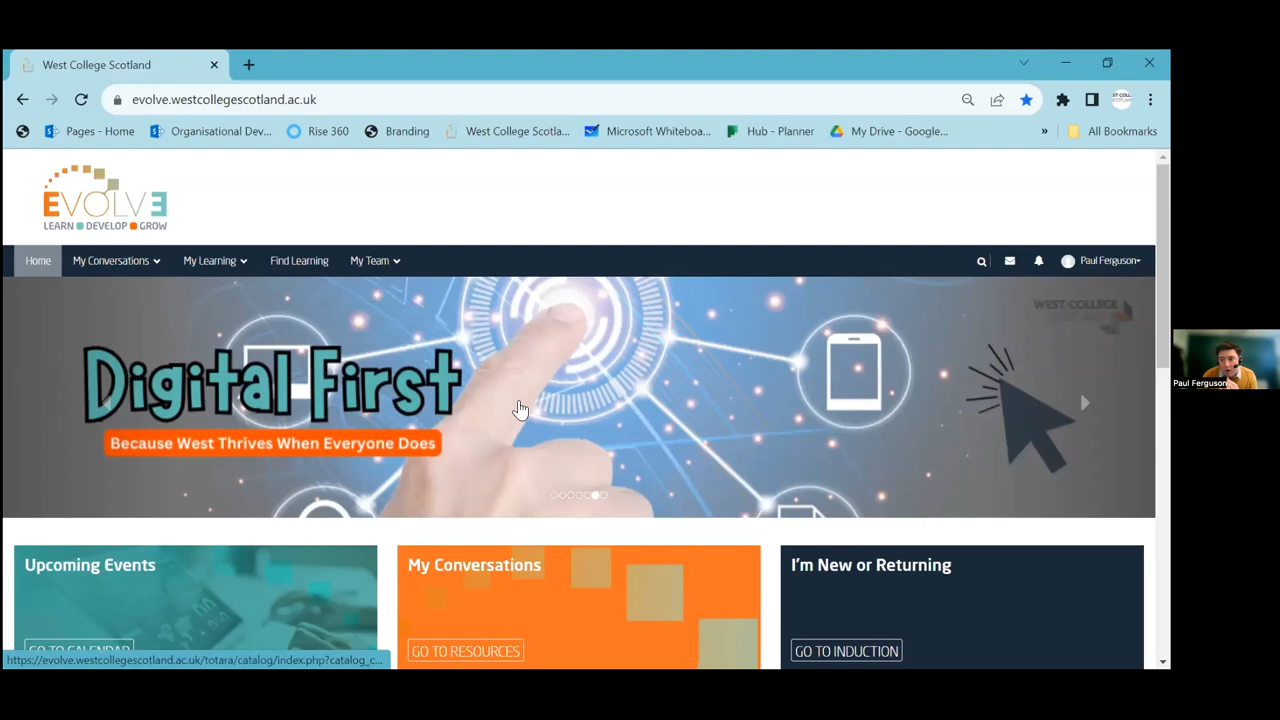 West College Scotland
evolve.westcollegescotland.ac.uk
Pages - Home
Organisational Dev...
Rise 360
Branding
West College Scotla...
Microsoft Whiteboa...
Hub - Planner
My Drive - Google...
»
All Bookmarks
EVOLVE
LEARN DEVELOP GROW
Home
My Conversations
My Learning
Find Learning
My Team
Paul Ferguson
WEST COLLEGE
SCOTLAND
Digital First
Because West Thrives When Everyone Does
Paul Ferguson
Upcoming Events
My Conversations
I'm New or Returning
GO TO CALENDAR
GO TO RESOURCES
GO TO INDUCTION
https://evolve.westcollegescotland.ac.uk/totara/catalog/index.php?catalog_c...